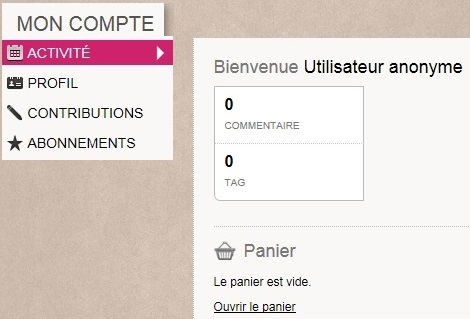 MON COMPTE
ACTIVITÉ
PROFIL
CONTRIBUTIONS
ABONNEMENTS
Bienvenue Utilisateur anonyme
0
COMMENTAIRE
0
TAG
Panier
Le panier est vide.
Ouvrir le panier